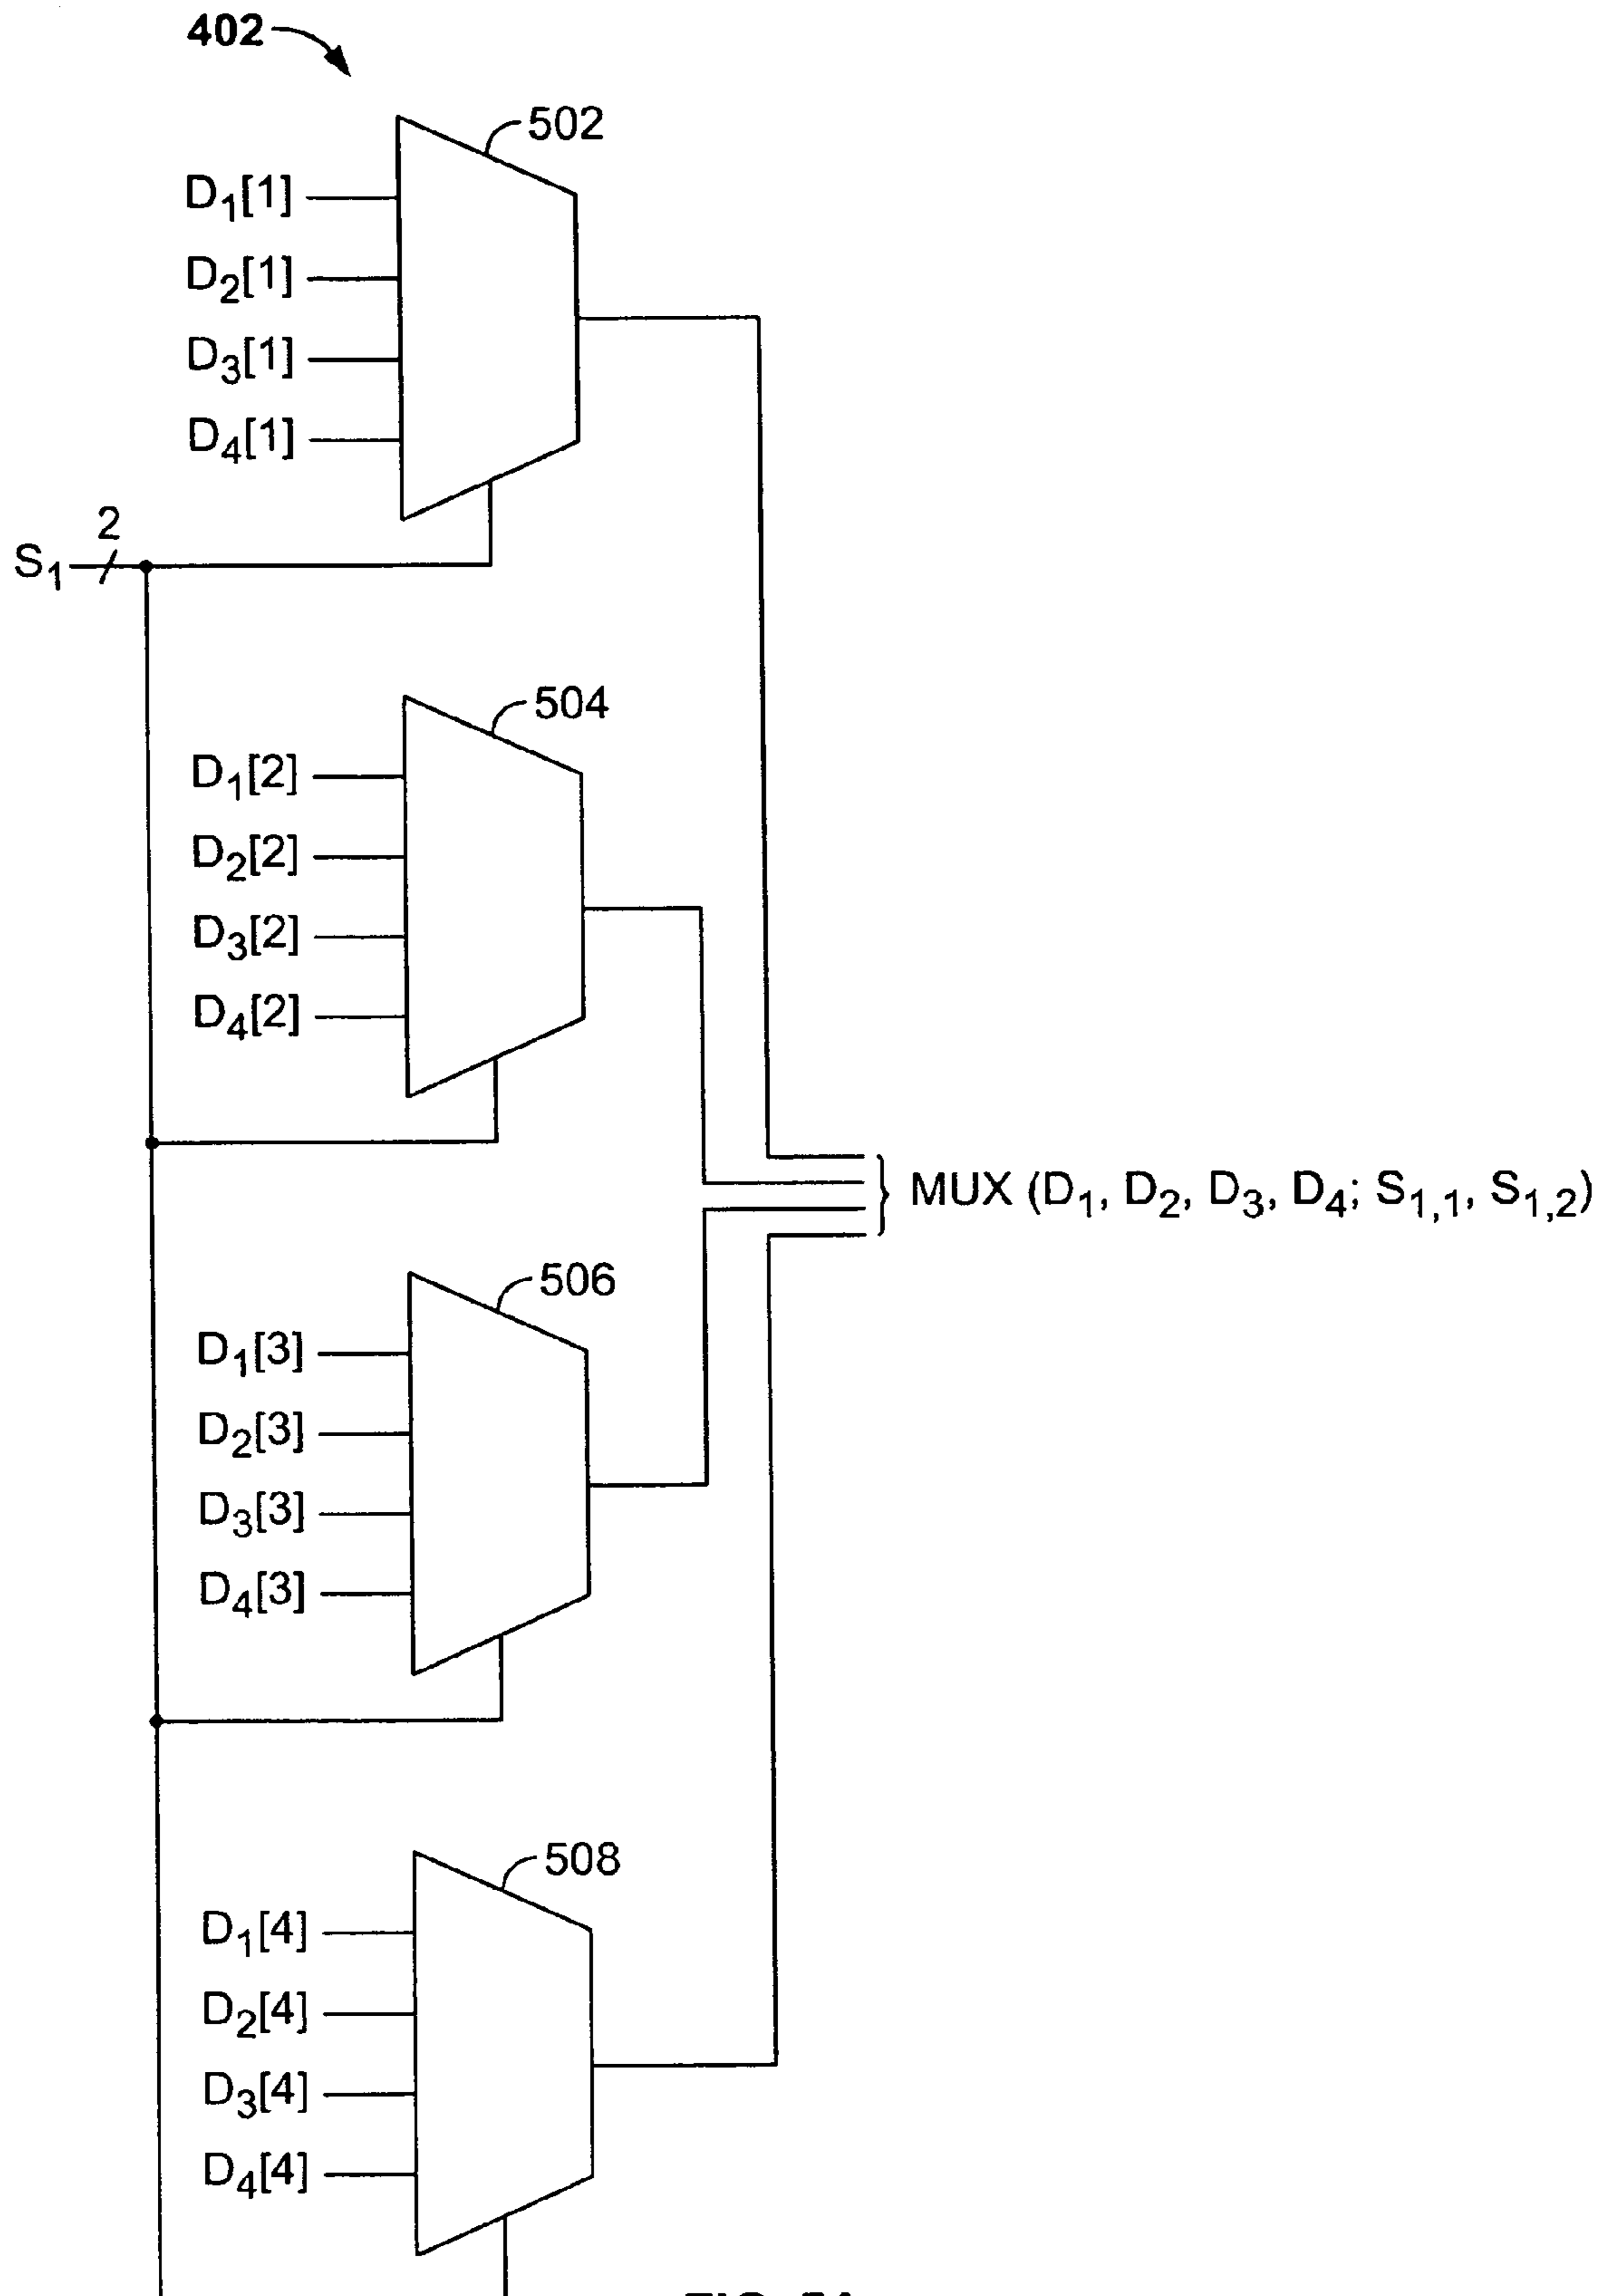 402
502
D₁[1]
D₂[1]
D₃[1]
D₄[1]
2
S₁
504
D₁[2]
D₂[2]
D₃[2]
D₄[2]
MUX (D₁, D₂, D₃, D₄; S₁,₁, S₁,₂)
506
D₁[3]
D₂[3]
D₃[3]
D₄[3]
508
D₁[4]
D₂[4]
D₃[4]
D₄[4]